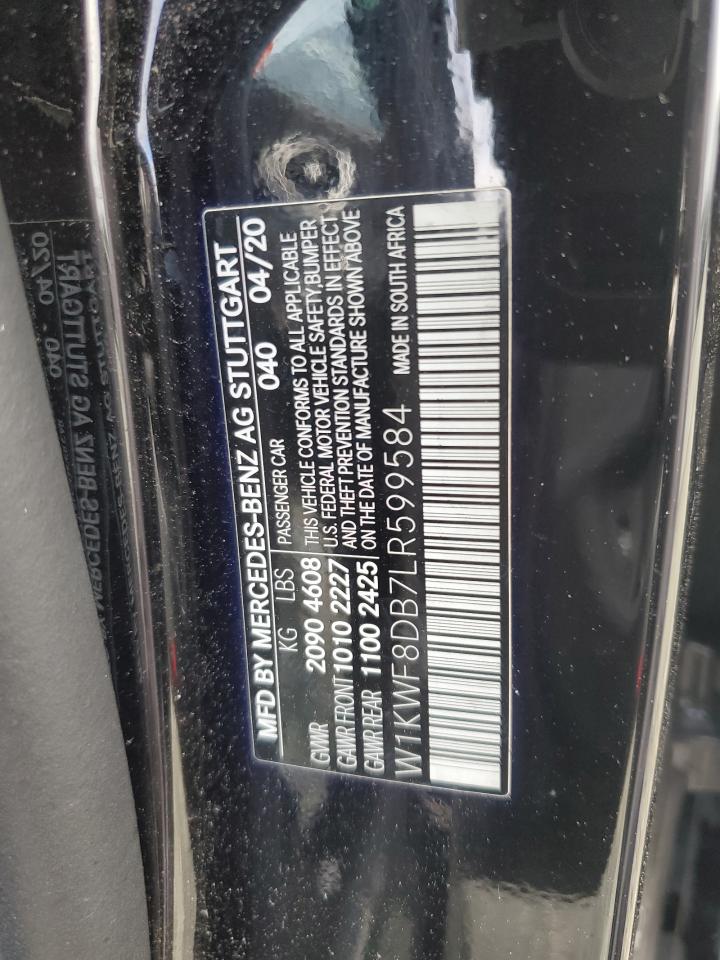 MFD BY MERCEDES-BENZ AG STUTTGART
040 04/20
KG LBS PASSENGER CAR
GVWR 2090 4608 THIS VEHICLE CONFORMS TO ALL APPLICABLE
GAWR FRONT 1010 2227 U.S. FEDERAL MOTOR VEHICLE SAFETY, BUMPER
GAWR REAR 1100 2425 AND THEFT PREVENTION STANDARDS IN EFFECT
ON THE DATE OF MANUFACTURE SHOWN ABOVE
W1KWF8DB7LR599584 MADE IN SOUTH AFRICA